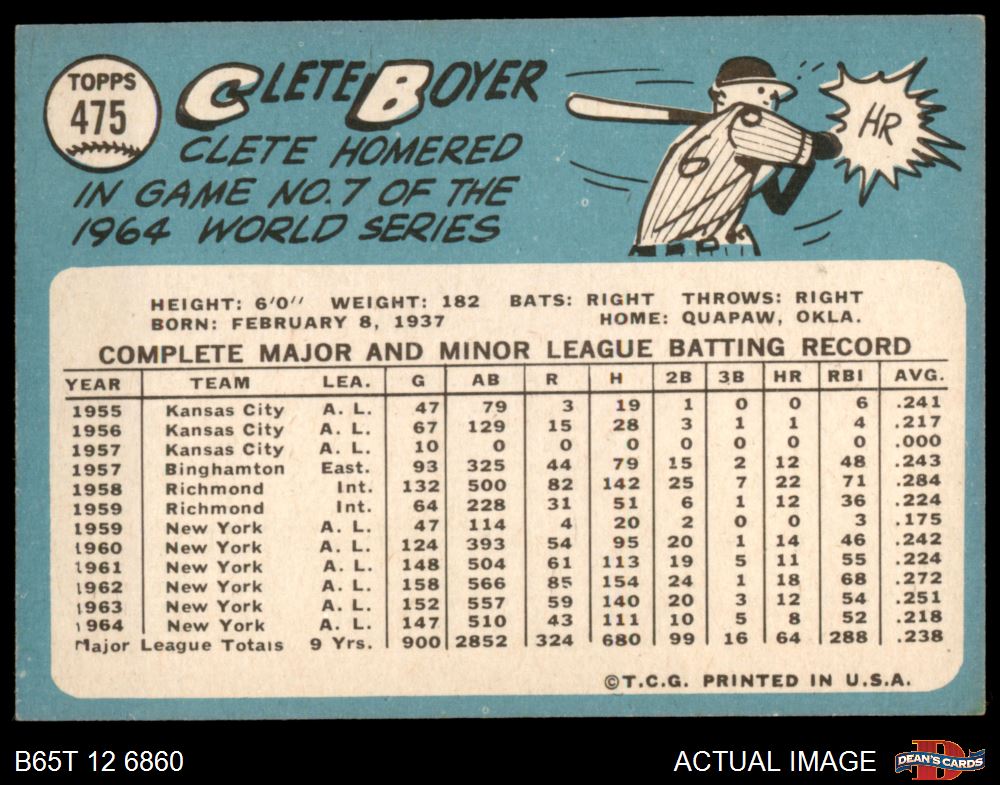 TOPPS
475
CLETE BOYER
CLETE HOMERED
IN GAME NO. 7 OF THE
1964 WORLD SERIES
6
HR
HEIGHT: 6'0" WEIGHT: 182 BATS: RIGHT THROWS: RIGHT
BORN: FEBRUARY 8, 1937 HOME: QUAPAW, OKLA.
COMPLETE MAJOR AND MINOR LEAGUE BATTING RECORD
YEAR TEAM LEA. G AB R H 2B 3B HR RBI AVG.
1955 Kansas City A. L. 47 79 3 19 1 0 0 6 .241
1956 Kansas City A. L. 67 129 15 28 3 1 1 4 .217
1957 Kansas City A. L. 10 0 0 0 0 0 0 0 .000
1957 Binghamton East. 93 325 44 79 15 2 12 48 .243
1958 Richmond Int. 132 500 82 142 25 7 22 71 .284
1959 Richmond Int. 64 228 31 51 6 1 12 36 .224
1959 New York A. L. 47 114 4 20 2 0 0 3 .175
1960 New York A. L. 124 393 54 95 20 1 14 46 .242
1961 New York A. L. 148 504 61 113 19 5 11 55 .224
1962 New York A. L. 158 566 85 154 24 1 18 68 .272
1963 New York A. L. 152 557 59 140 20 3 12 54 .251
1964 New York A. L. 147 510 43 111 10 5 8 52 .218
Major League Totals 9 Yrs. 900 2852 324 680 99 16 64 288 .238
©T.C.G. PRINTED IN U.S.A.
B65T 12 6860 ACTUAL IMAGE DEAN'S CARDS